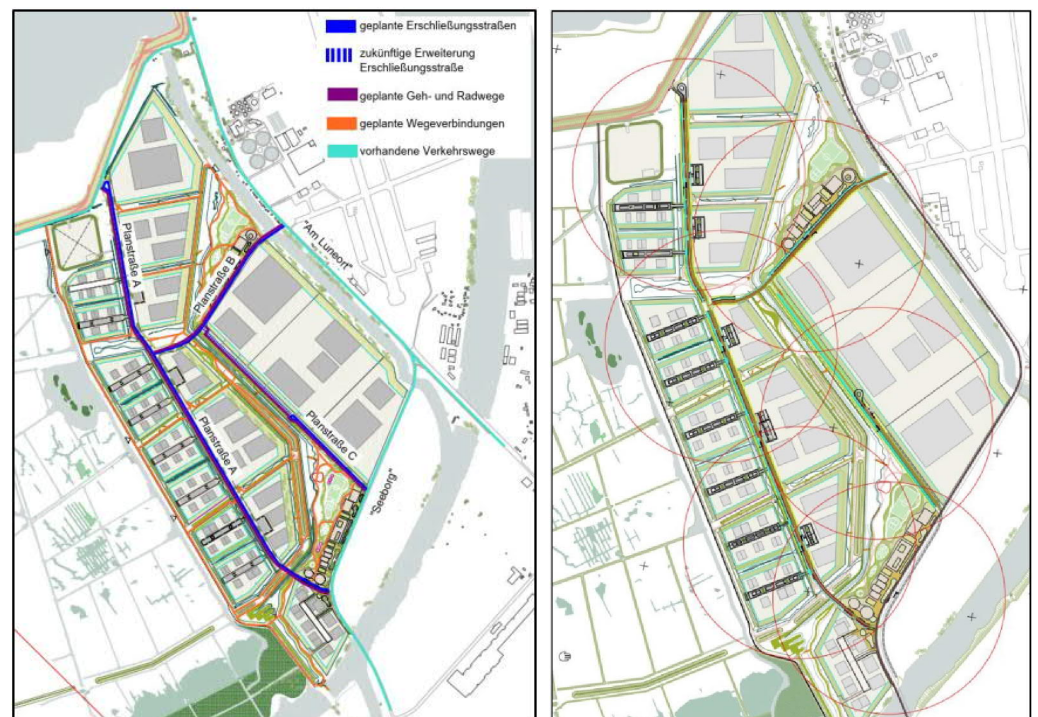 geplante Erschließungsstraßen
zukünftige Erweiterung
Erschließungsstraße
geplante Geh- und Radwege
geplante Wegeverbindungen
vorhandene Verkehrswege
Planstraße A
Planstraße B
"Am Luneort"
Planstraße A
Planstraße C
"Seeborg"